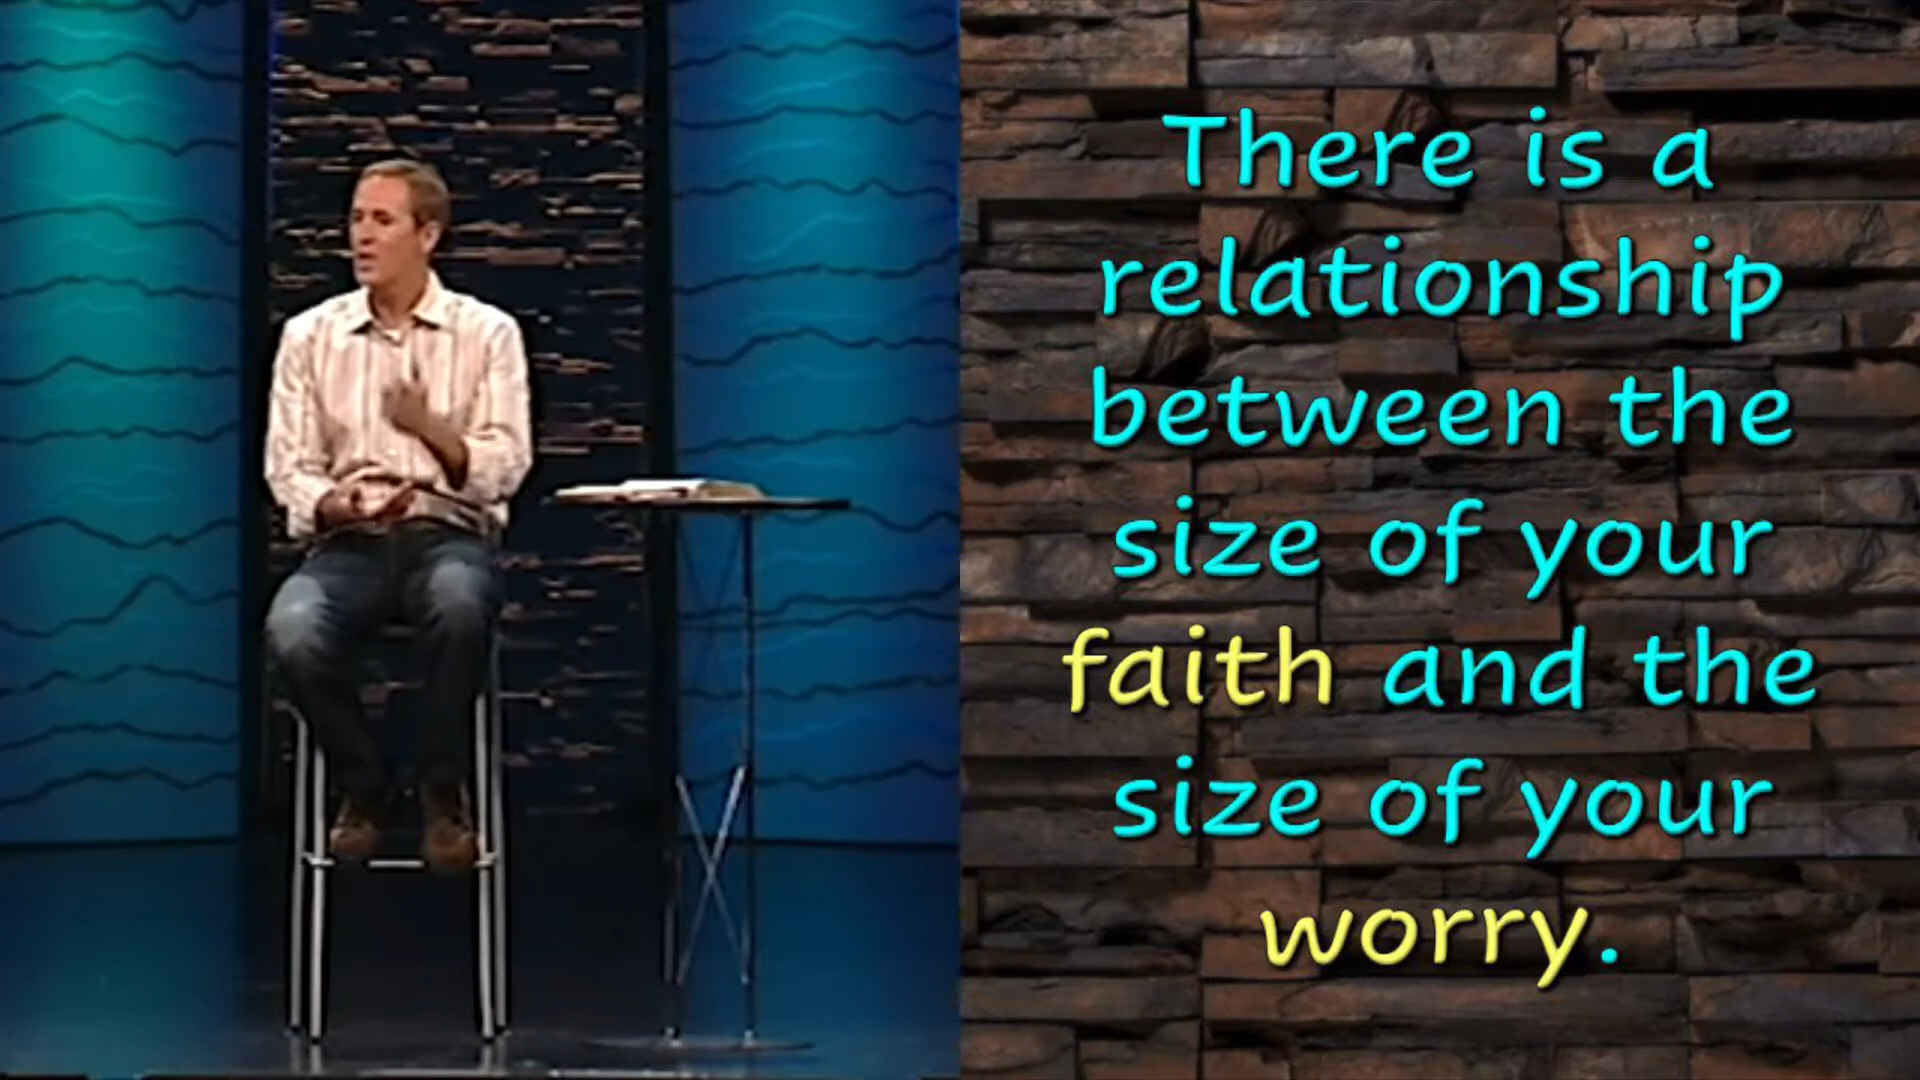 There is a
relationship
between the
size of your
faith and the
size of your
worry.